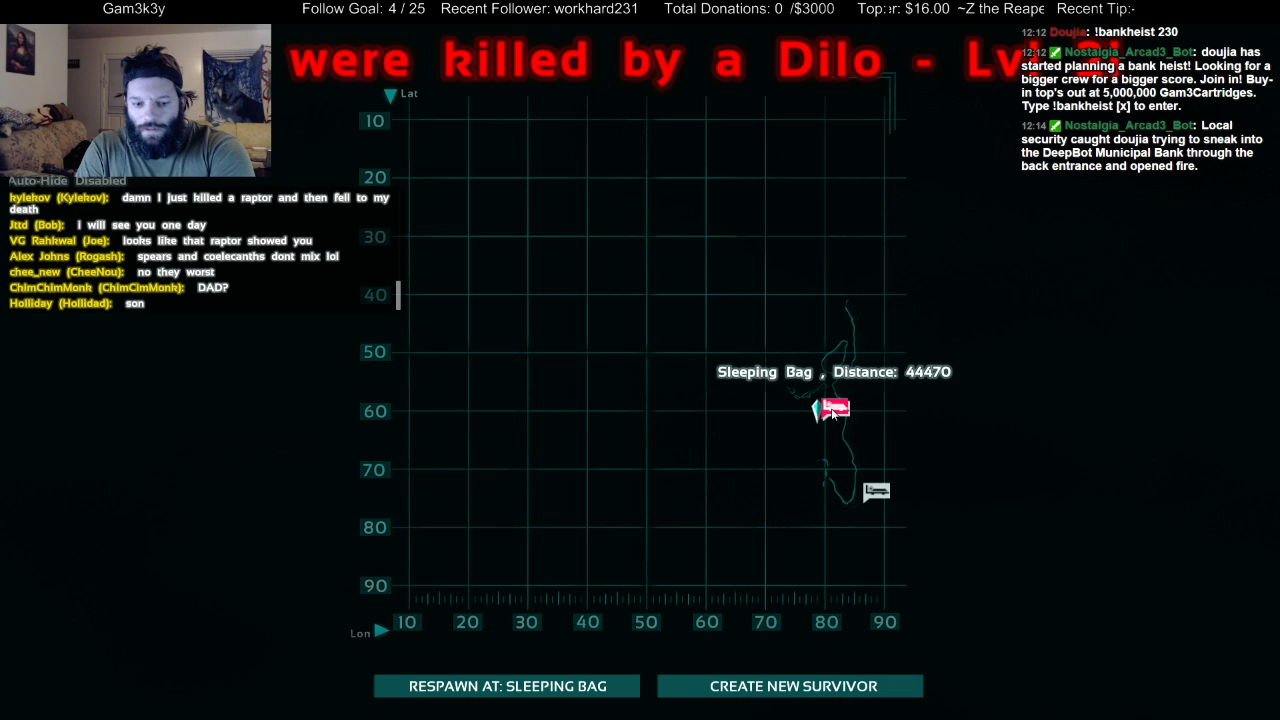 Gam3k3y
Follow Goal: 4 / 25 Recent Follower: workhard231 Total Donations: 0 /$3000 $16.00 ~Z the Reape Recent Tip:-
were killed by a Dilo -
Auto-Hide Disabled
kylekov (Kylekov): damn I just killed a raptor and then fell to my
death
Jttd (Bob): I will see you one day
VG Rahkwal (Joe): looks like that raptor showed you
Alex Johns (Rogash): spears and coelecanths dont mix lol
chee_new (CheeNou): no they worst
ChimChimMonk (ChimCimMonk): DAD?
Holliday (Hollidad): son
12:12 Doujia: !bankheist 230
12:12 Nostalgia_Arcad3_Bot: doujia has
started planning a bank heist! Looking for a
bigger crew for a bigger score. Join in! Buy-
in top's out at 5,000,000 Gam3Cartridges.
Type !bankheist [x] to enter.
12:14 Nostalgia_Arcad3_Bot: Local
security caught doujia trying to sneak into
the DeepBot Municipal Bank through the
back entrance and opened fire.
Lat
10
20
30
40
50
60
70
80
90
Sleeping Bag , Distance: 44470
Lon
10 20 30 40 50 60 70 80 90
RESPAWN AT: SLEEPING BAG
CREATE NEW SURVIVOR